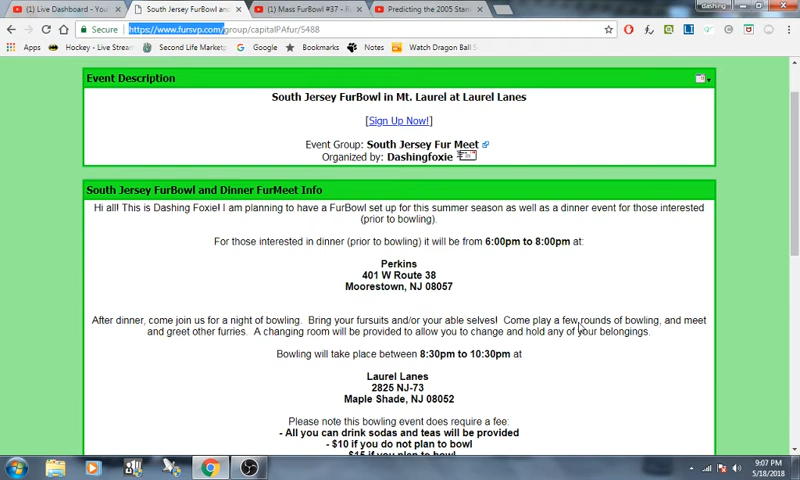 dashing
(1) Live Dashboard - You
South Jersey FurBowl and
(1) Mass FurBowl #37 -
Predicting the 2005 Stan
Secure
https://www.fursvp.com/group/capitalPAfur/5488
Apps
Hockey - Live Stream
Second Life Marketp
Google
Bookmarks
Notes
Watch Dragon Ball S
Event Description
South Jersey FurBowl in Mt. Laurel at Laurel Lanes
[Sign Up Now!]
Event Group: South Jersey Fur Meet
Organized by: Dashingfoxie
South Jersey FurBowl and Dinner FurMeet Info
Hi all! This is Dashing Foxie! I am planning to have a FurBowl set up for this summer season as well as a dinner event for those interested
(prior to bowling).
For those interested in dinner (prior to bowling) it will be from 6:00pm to 8:00pm at:
Perkins
401 W Route 38
Moorestown, NJ 08057
After dinner, come join us for a night of bowling. Bring your fursuits and/or your able selves! Come play a few rounds of bowling, and meet
and greet other furries. A changing room will be provided to allow you to change and hold any of your belongings.
Bowling will take place between 8:30pm to 10:30pm at
Laurel Lanes
2825 NJ-73
Maple Shade, NJ 08052
Please note this bowling event does require a fee:
- All you can drink sodas and teas will be provided
- $10 if you do not plan to bowl
- $15 if you plan to bowl
9:07 PM
5/18/2018